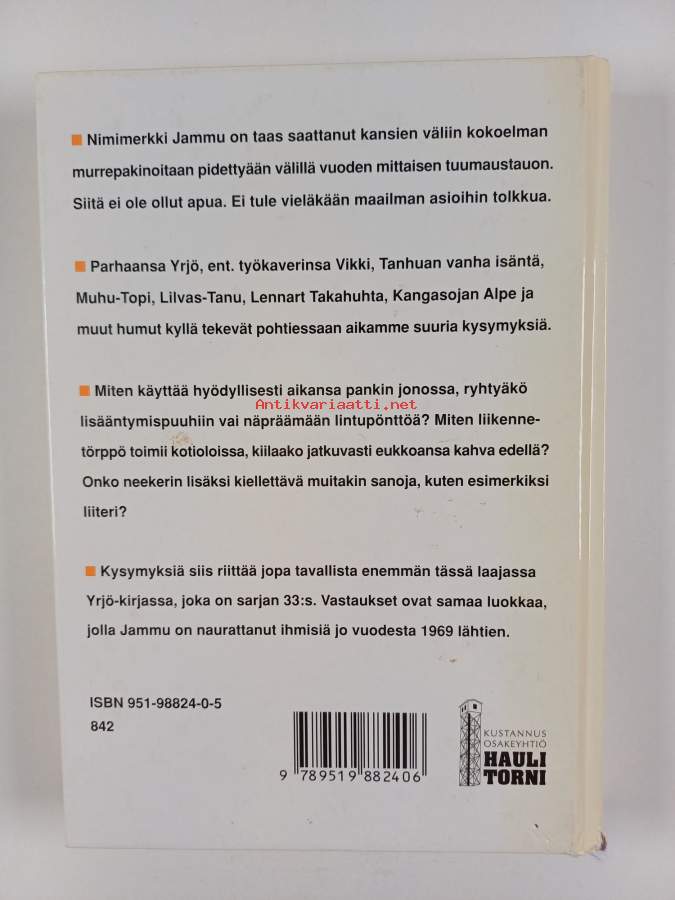 Nimimerkki Jammu on taas saattanut kansien väliin kokoelman
murrepakinoitaan pidettyään välillä vuoden mittaisen tuumaustauon.
Siitä ei ole ollut apua. Ei tule vieläkään maailman asioihin tolkkua.
Parhaansa Yrjö, ent. työkaverinsa Vikki, Tanhuan vanha isäntä,
Muhu-Topi, Lilvas-Tanu, Lennart Takahuhta, Kangasojan Alpe ja
muut humut kyllä tekevät pohtiessaan aikamme suuria kysymyksiä.
Miten käyttää hyödyllisesti aikansa pankin jonossa, ryhtyäkö
Antikvariaatti.net
lisääntymispuuhiin vai näpräämään lintupönttöä? Miten liikenne-
törppö toimii kotioloissa, kiilaako jatkuvasti eukkoansa kahva edellä?
Onko neekerin lisäksi kiellettävä muitakin sanoja, kuten esimerkiksi
liiteri?
Kysymyksiä siis riittää jopa tavallista enemmän tässä laajassa
Yrjö-kirjassa, joka on sarjan 33:s. Vastaukset ovat samaa luokkaa,
jolla Jammu on naurattanut ihmisiä jo vuodesta 1969 lähtien.
ISBN 951-98824-0-5
842
9 789519 882406
KUSTANNUS
OSAKEYHTIÖ
HAULI
TORNI